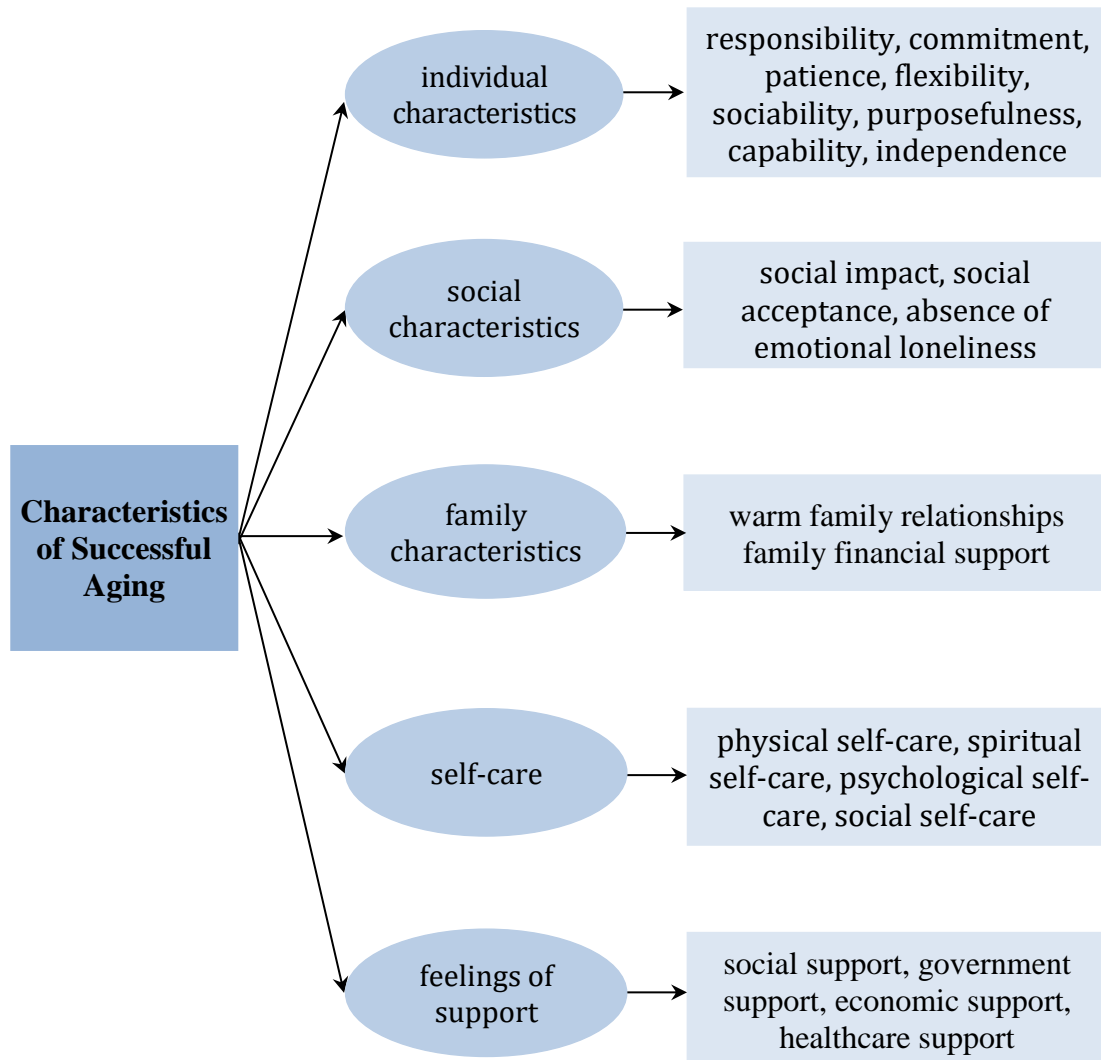 individual
characteristics
responsibility, commitment,
patience, flexibility,
sociability, purposefulness,
capability, independence
social
characteristics
social impact, social
acceptance, absence of
emotional loneliness
Characteristics
of Successful
Aging
family
characteristics
warm family relationships
family financial support
self-care
physical self-care, spiritual
self-care, psychological self-
care, social self-care
feelings of
support
social support, government
support, economic support,
healthcare support